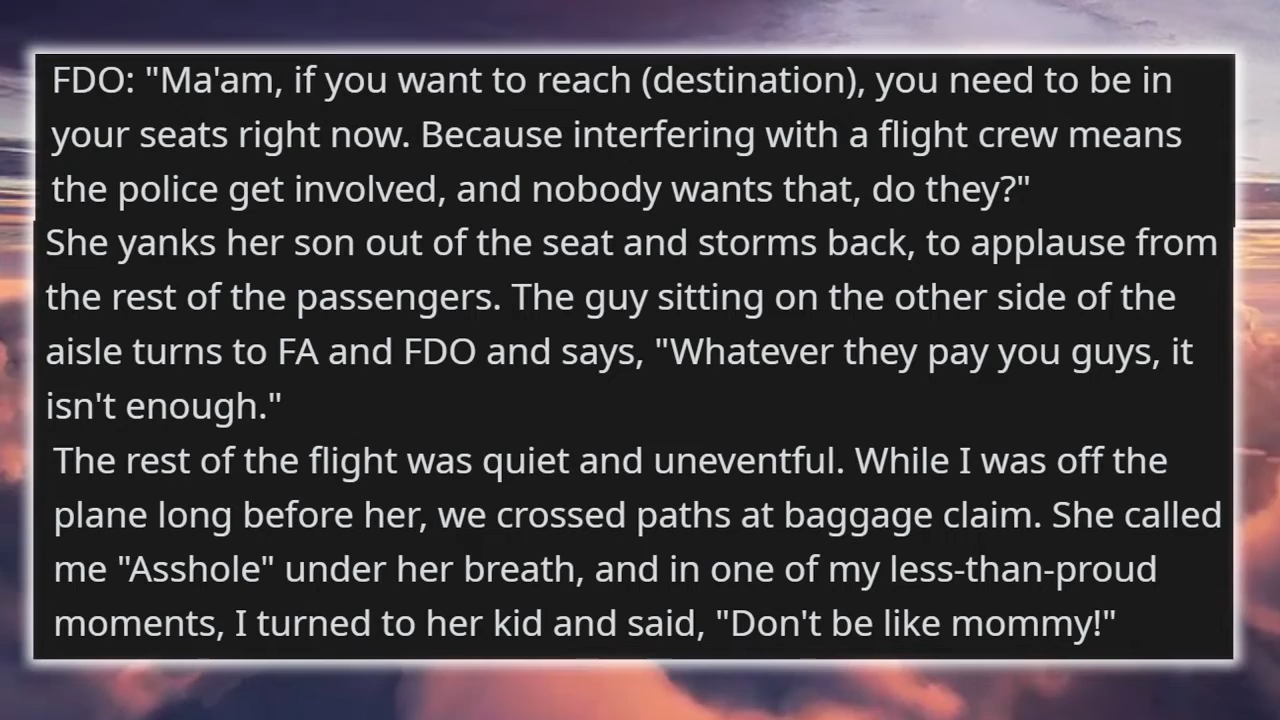 FDO: "Ma'am, if you want to reach (destination), you need to be in
your seats right now. Because interfering with a flight crew means
the police get involved, and nobody wants that, do they?"
She yanks her son out of the seat and storms back, to applause from
the rest of the passengers. The guy sitting on the other side of the
aisle turns to FA and FDO and says, "Whatever they pay you guys, it
isn't enough."
The rest of the flight was quiet and uneventful. While I was off the
plane long before her, we crossed paths at baggage claim. She called
me "Asshole" under her breath, and in one of my less-than-proud
moments, I turned to her kid and said, "Don't be like mommy!"